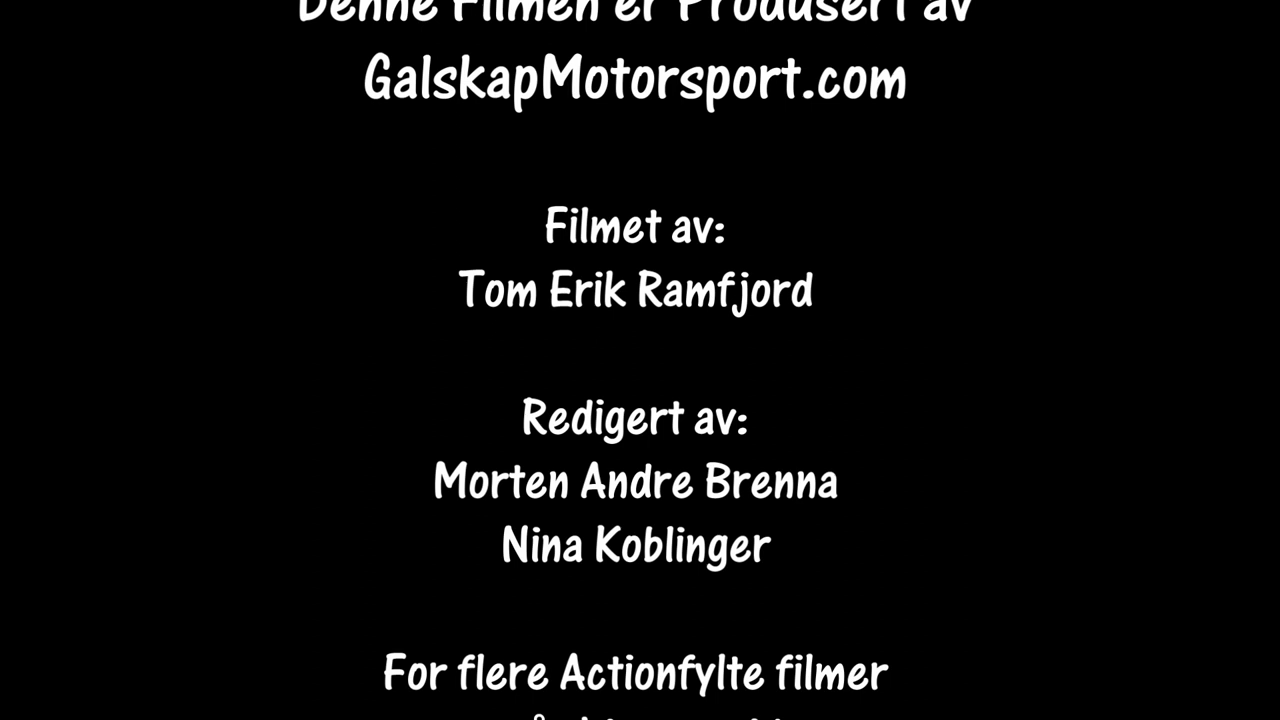 Denne Filmen er Produsert av
GalskapMotorsport.com
Filmet av:
Tom Erik Ramfjord
Redigert av:
Morten Andre Brenna
Nina Koblinger
For flere Actionfylte filmer